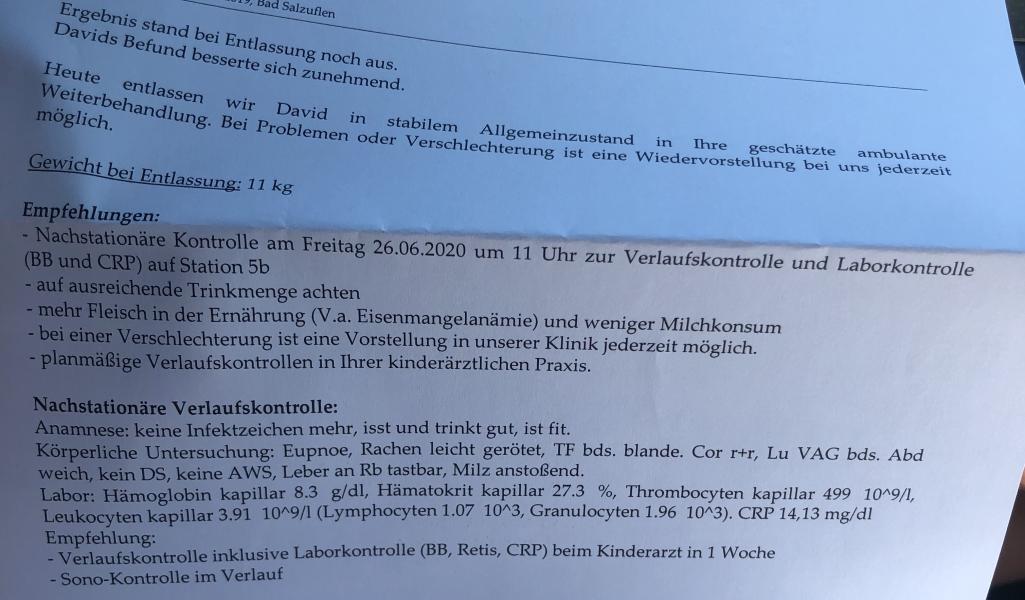 Bad Salzuflen
Ergebnis stand bei Entlassung noch aus.
Davids Befund besserte sich zunehmend.
Heute entlassen wir David in stabilem Allgemeinzustand in Ihre geschätzte ambulante
Weiterbehandlung. Bei Problemen oder Verschlechterung ist eine Wiedervorstellung bei uns jederzeit
möglich.
Gewicht bei Entlassung: 11 kg
Empfehlungen:
- Nachstationäre Kontrolle am Freitag 26.06.2020 um 11 Uhr zur Verlaufskontrolle und Laborkontrolle
(BB und CRP) auf Station 5b
- auf ausreichende Trinkmenge achten
- mehr Fleisch in der Ernährung (V.a. Eisenmangelanämie) und weniger Milchkonsum
- bei einer Verschlechterung ist eine Vorstellung in unserer Klinik jederzeit möglich.
- planmäßige Verlaufskontrollen in Ihrer kinderärztlichen Praxis.
Nachstationäre Verlaufskontrolle:
Anamnese: keine Infektzeichen mehr, isst und trinkt gut, ist fit.
Körperliche Untersuchung: Eupnoe, Rachen leicht gerötet, TF bds. blande. Cor r+r, Lu VAG bds. Abd
weich, kein DS, keine AWS, Leber an Rb tastbar, Milz anstoßend.
Labor: Hämoglobin kapillar 8.3 g/dl, Hämatokrit kapillar 27.3 %, Thrombocyten kapillar 499 10^9/l,
Leukocyten kapillar 3.91 10^9/l (Lymphocyten 1.07 10^3, Granulocyten 1.96 10^3). CRP 14,13 mg/dl
Empfehlung:
- Verlaufskontrolle inklusive Laborkontrolle (BB, Retis, CRP) beim Kinderarzt in 1 Woche
- Sono-Kontrolle im Verlauf